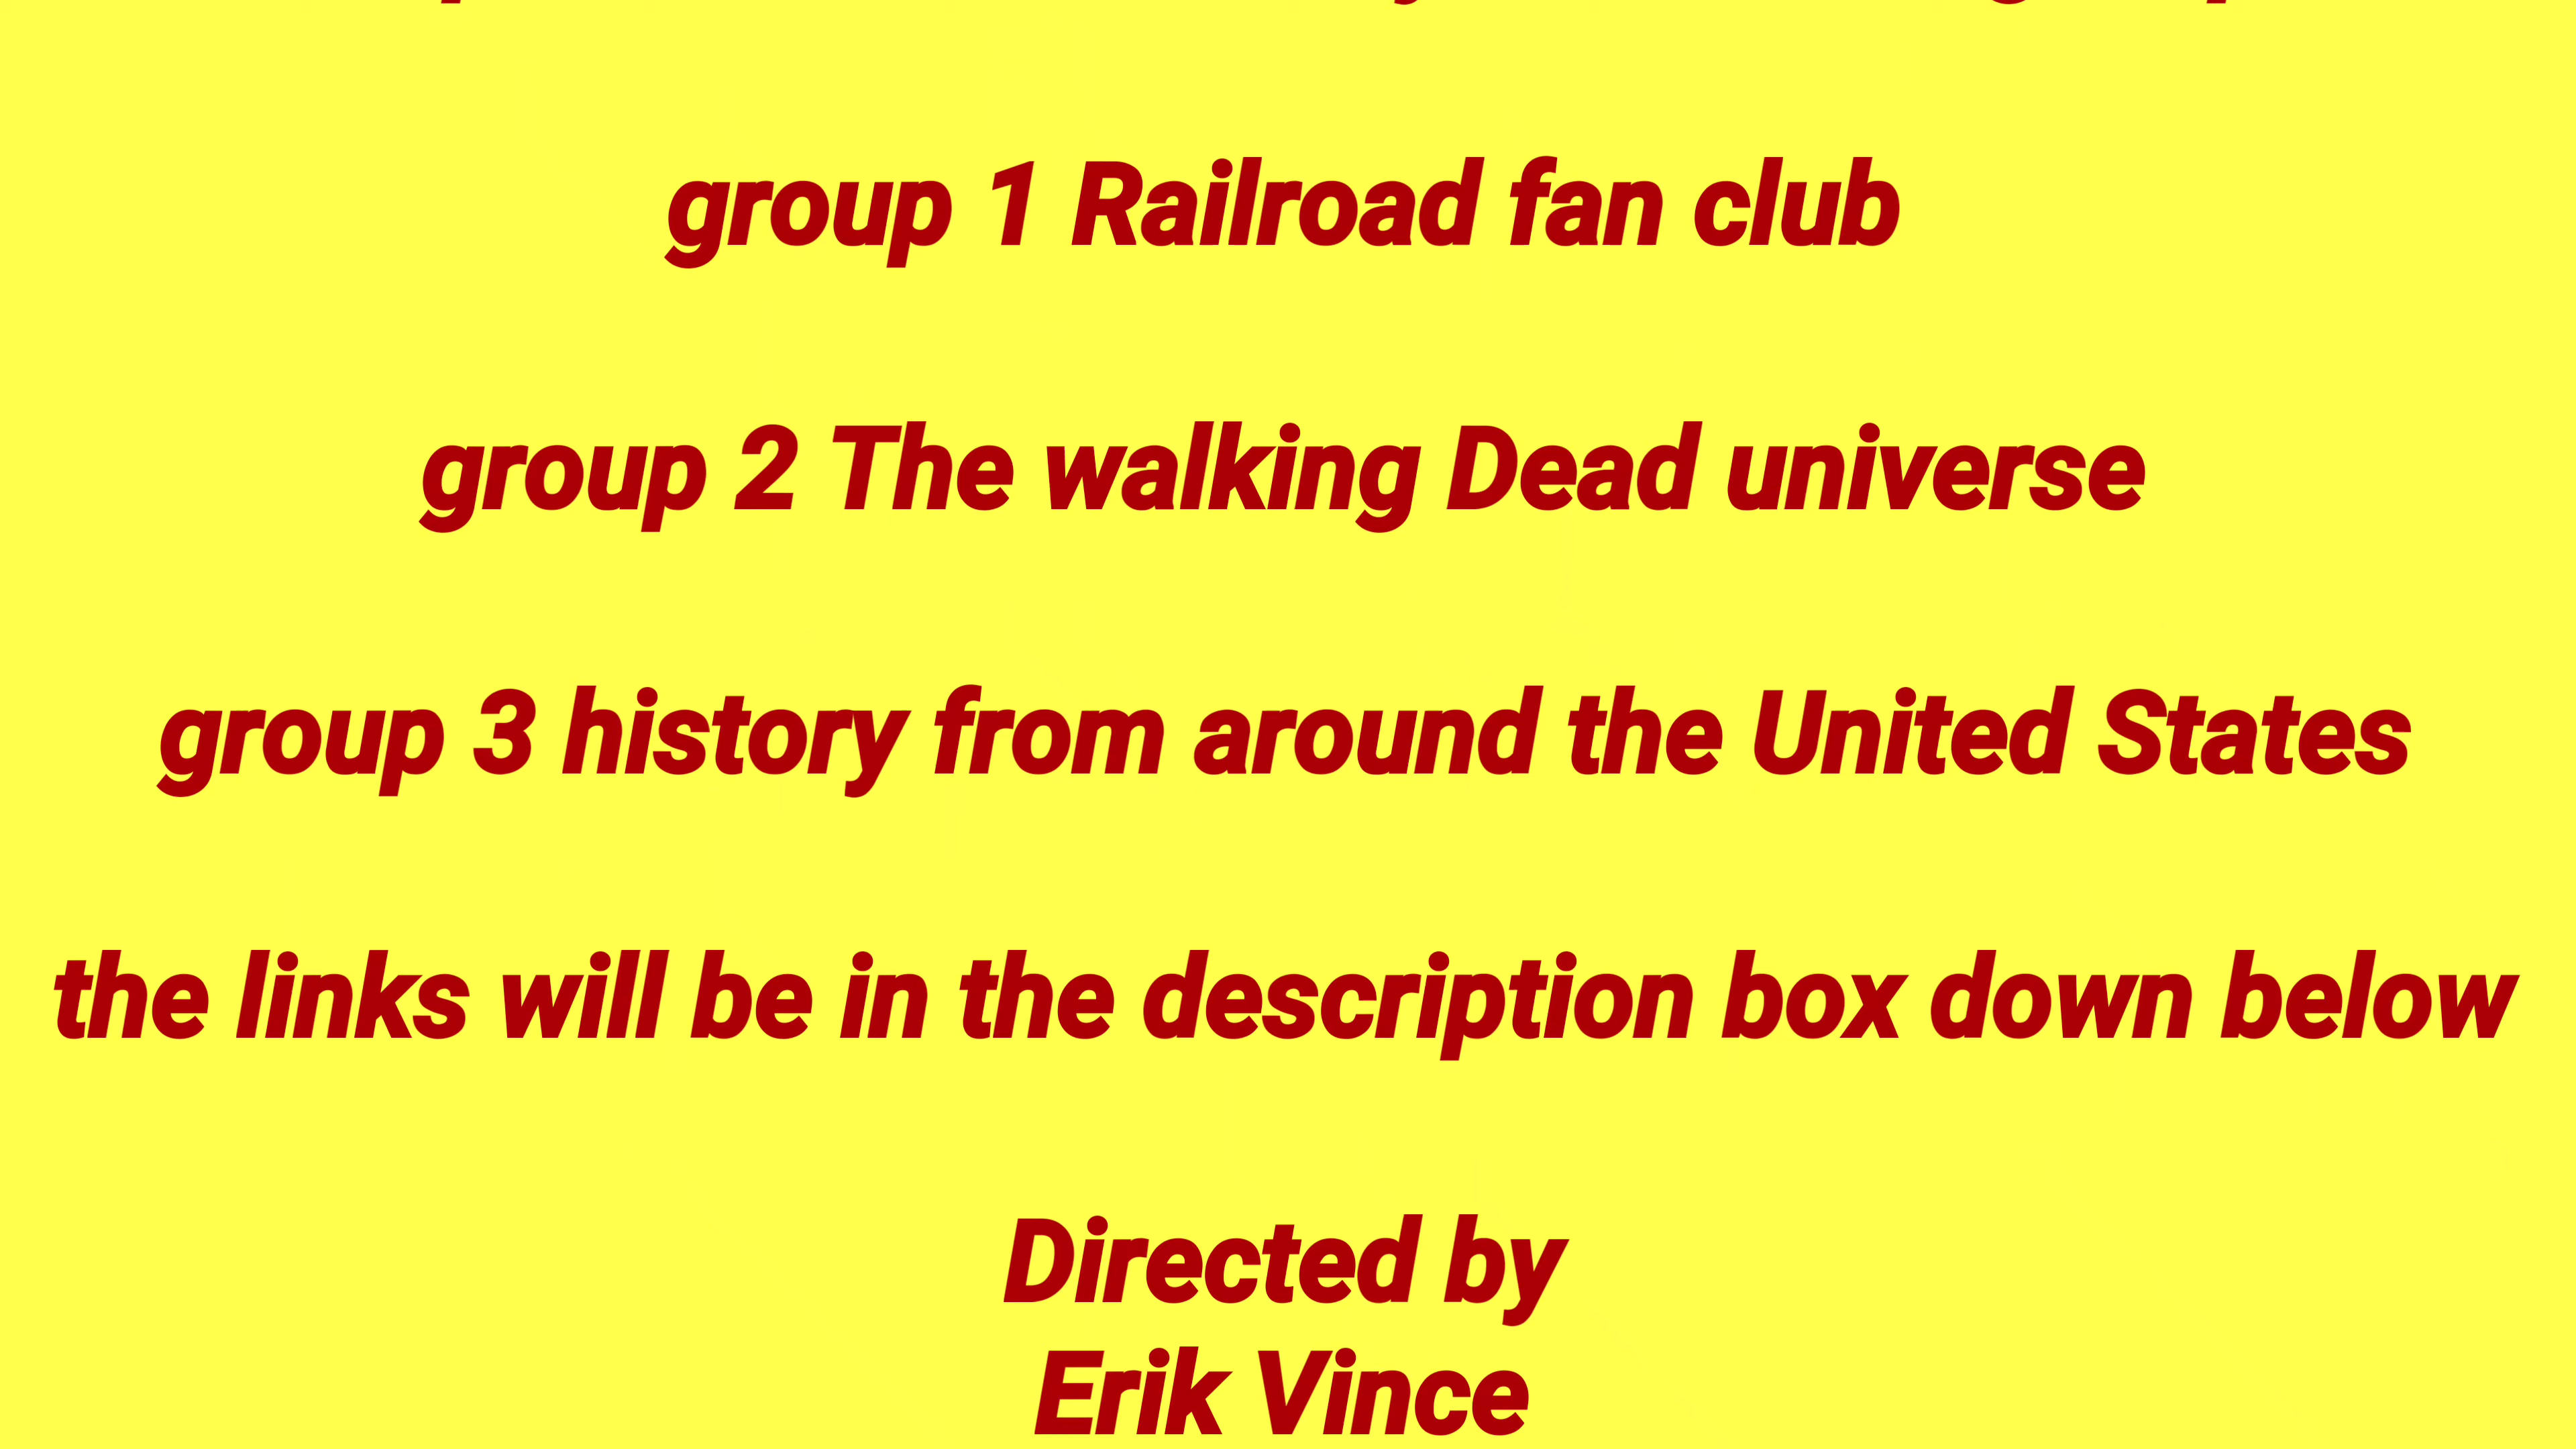 group 1 Railroad fan club
group 2 The walking Dead universe
group 3 history from around the United States
the links will be in the description box down below
Directed by
Erik Vince